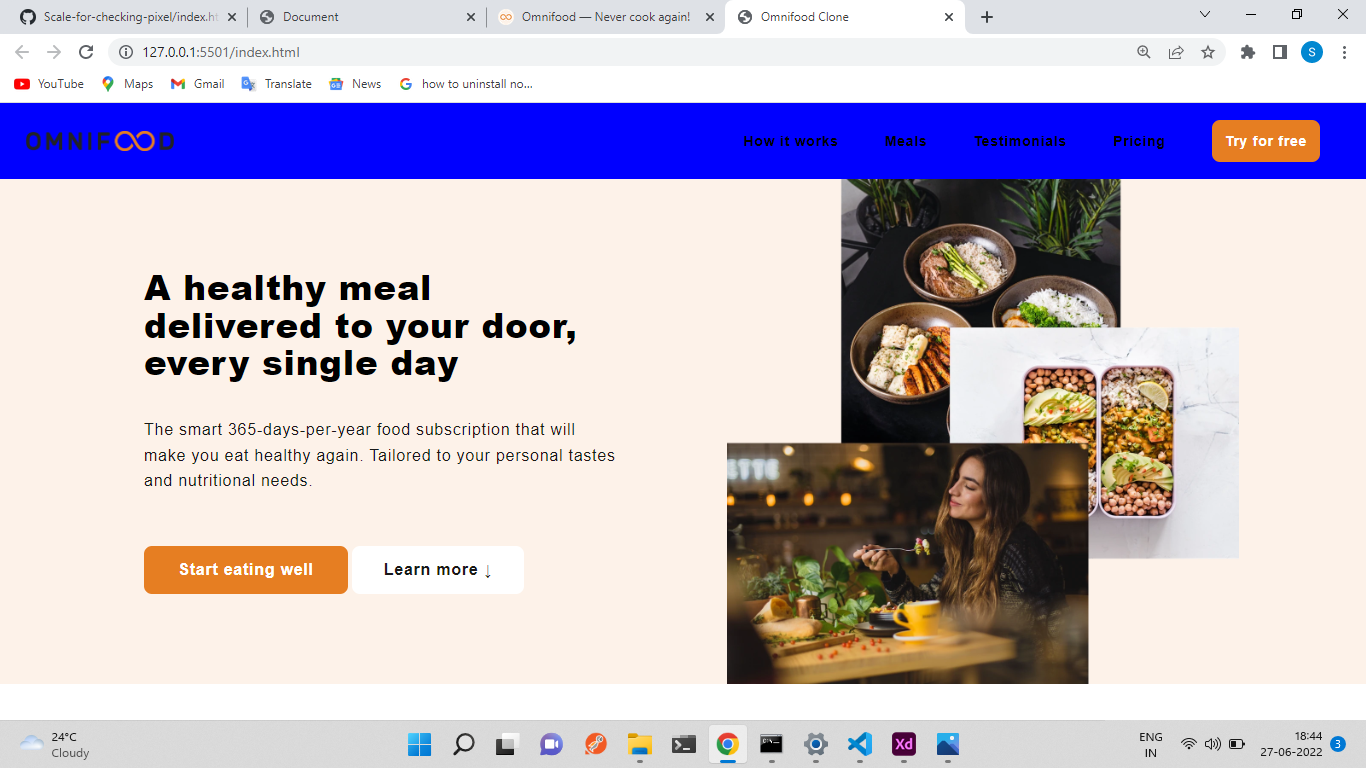 Scale-for-checking-pixel/index.ht
Document
Omnifood — Never cook again!
Omnifood Clone
127.0.0.1:5501/index.html
S
YouTube
Maps
Gmail
Translate
News
how to uninstall no...
OMNIFOOD
How it works
Meals
Testimonials
Pricing
Try for free
A healthy meal
delivered to your door,
every single day
The smart 365-days-per-year food subscription that will
make you eat healthy again. Tailored to your personal tastes
and nutritional needs.
Start eating well
Learn more ↓
24°C
Cloudy
Xd
ENG
IN
18:44
27-06-2022
3